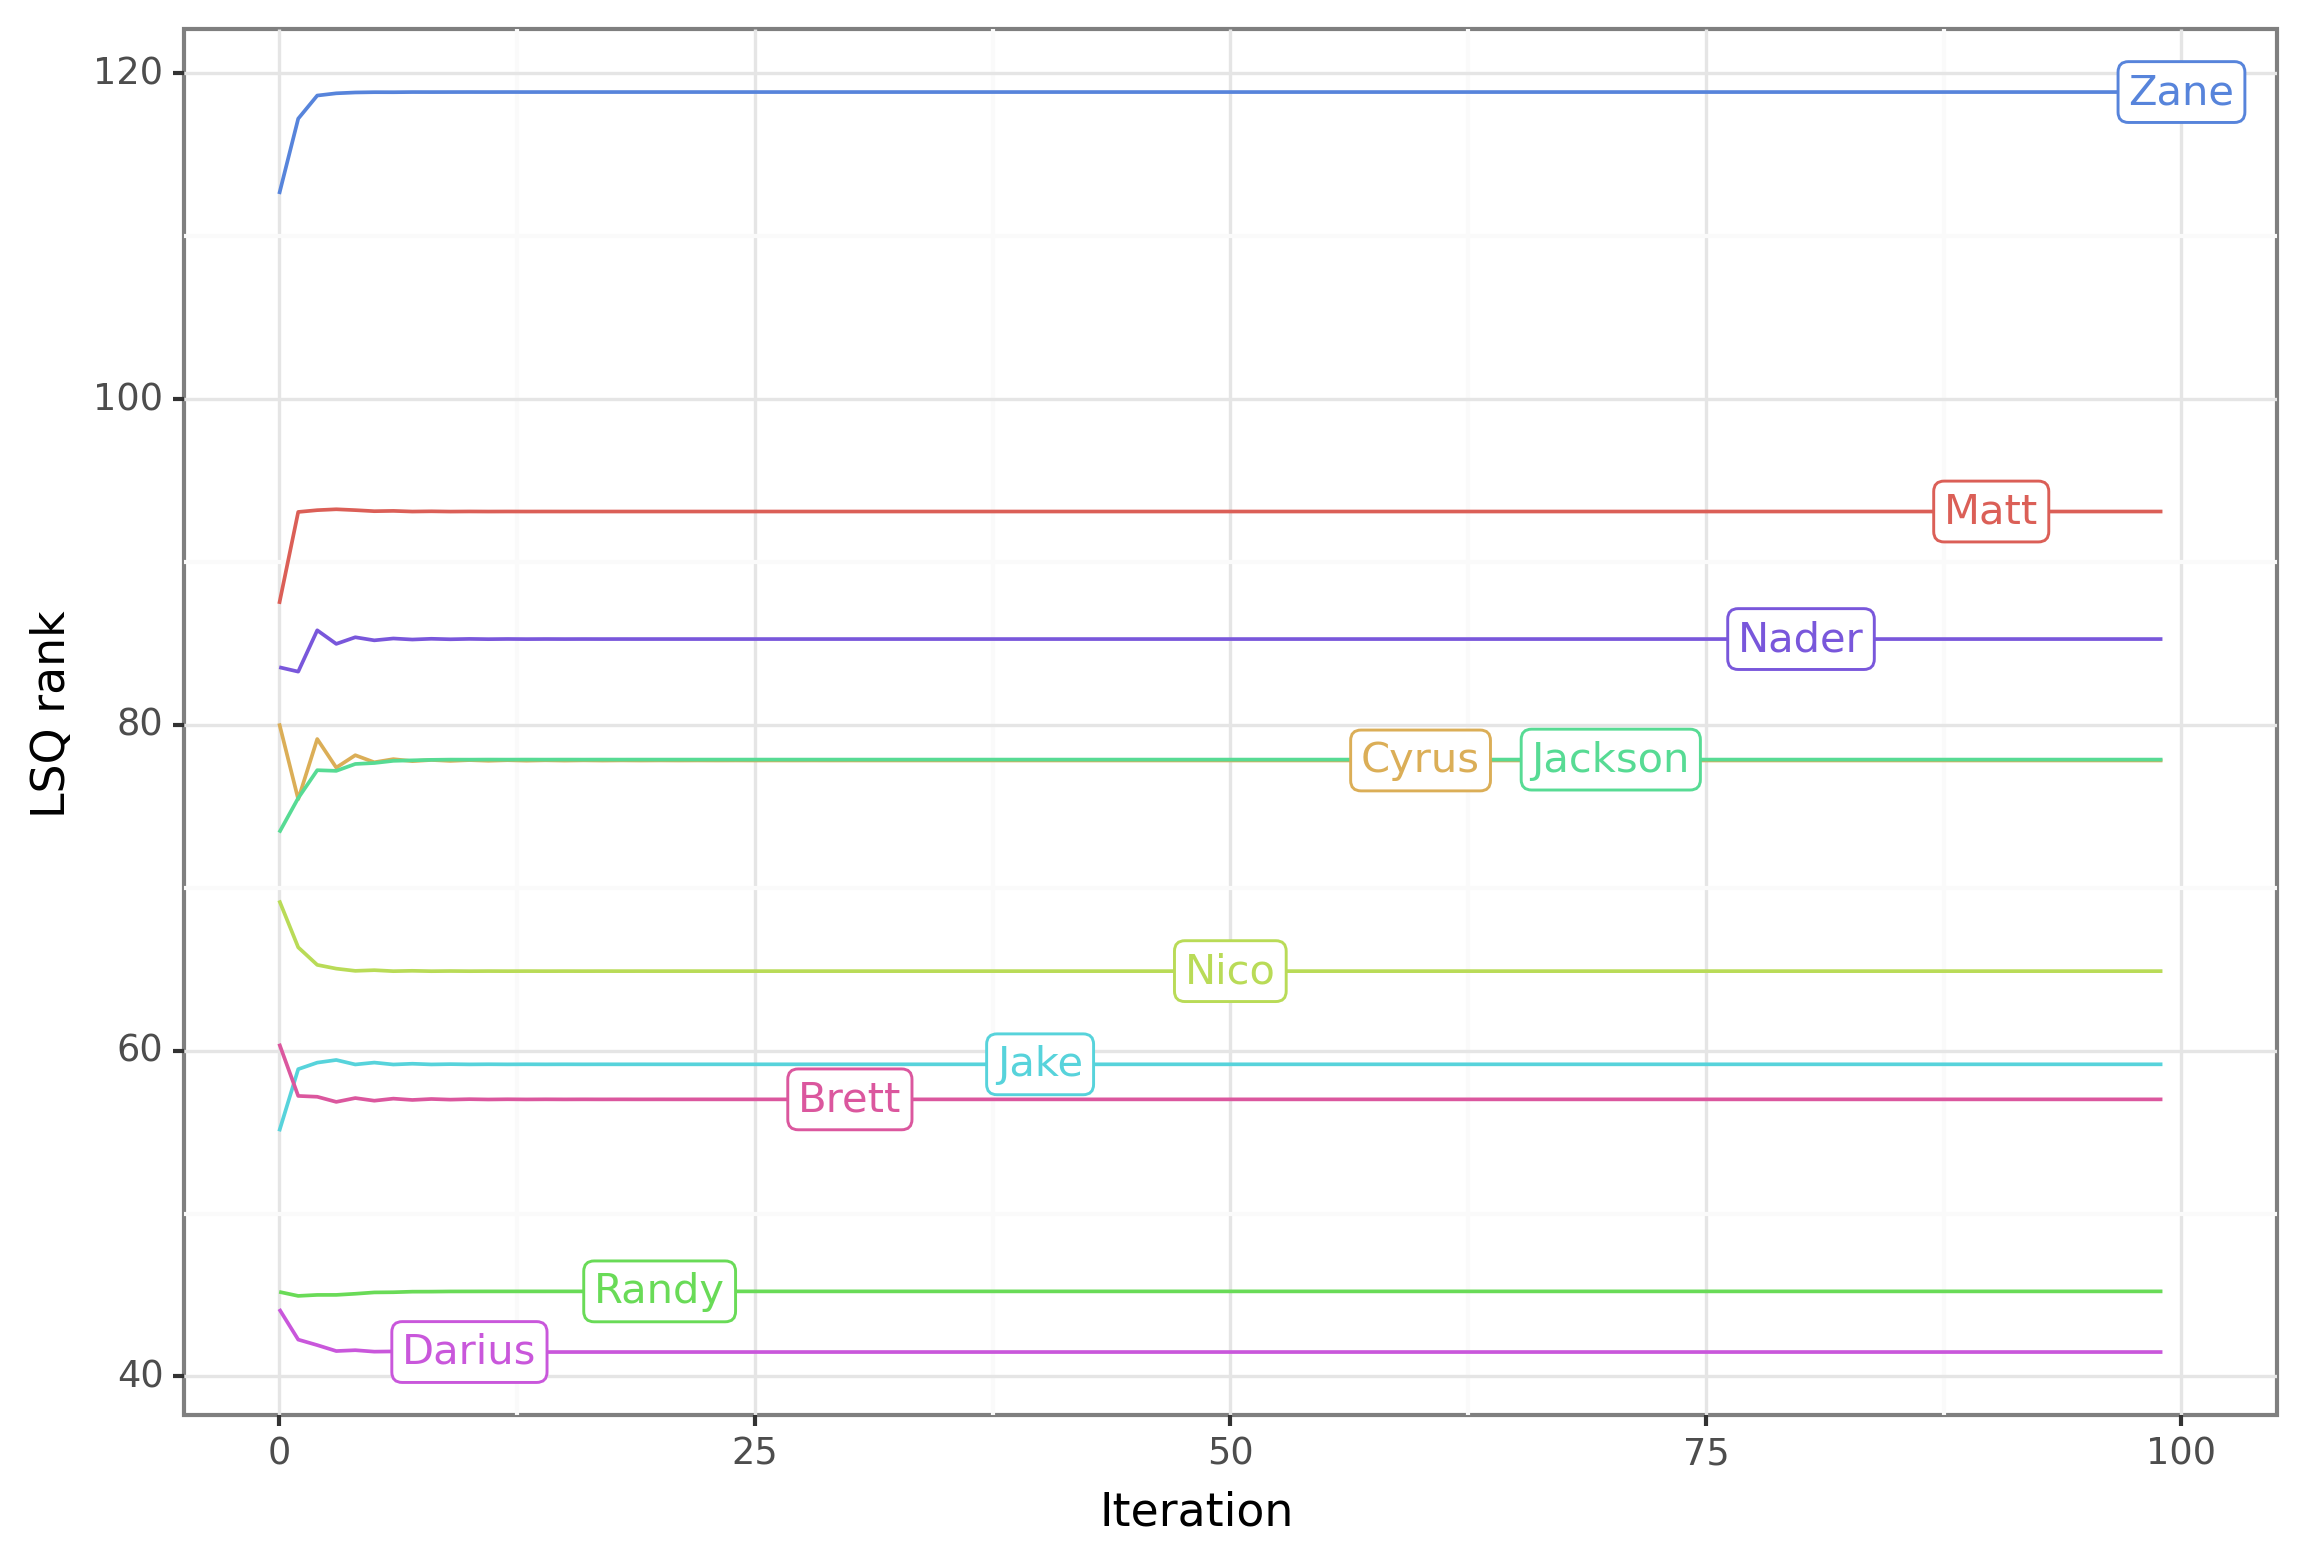 120
Zane
100
Matt
LSQ rank
Nader
80
Cyrus
Jackson
Nico
60
Jake
Brett
Randy
Darius
40
0 25 50 75 100
Iteration